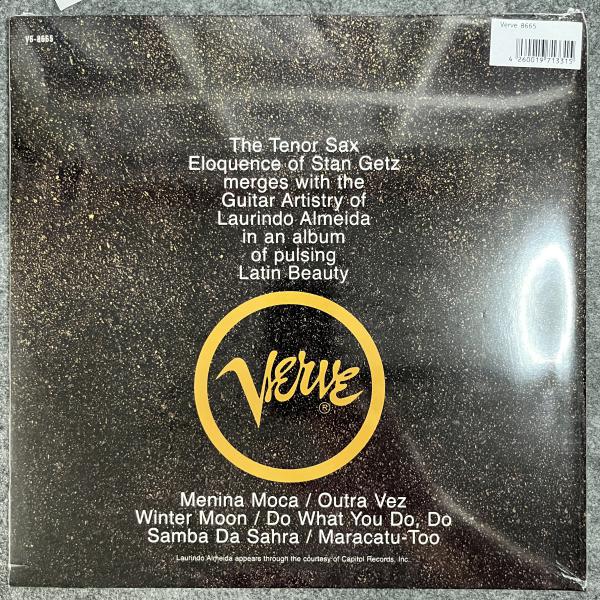 V6-8665
Verve 8665
4 260019 713315
The Tenor Sax
Eloquence of Stan Getz
merges with the
Guitar Artistry of
Laurindo Almeida
in an album
of pulsing
Latin Beauty
Verve
®
Menina Moca / Outra Vez
Winter Moon / Do What You Do, Do
Samba Da Sahra / Maracatu-Too
Laurindo Almeida appears through the courtesy of Capitol Records, Inc.